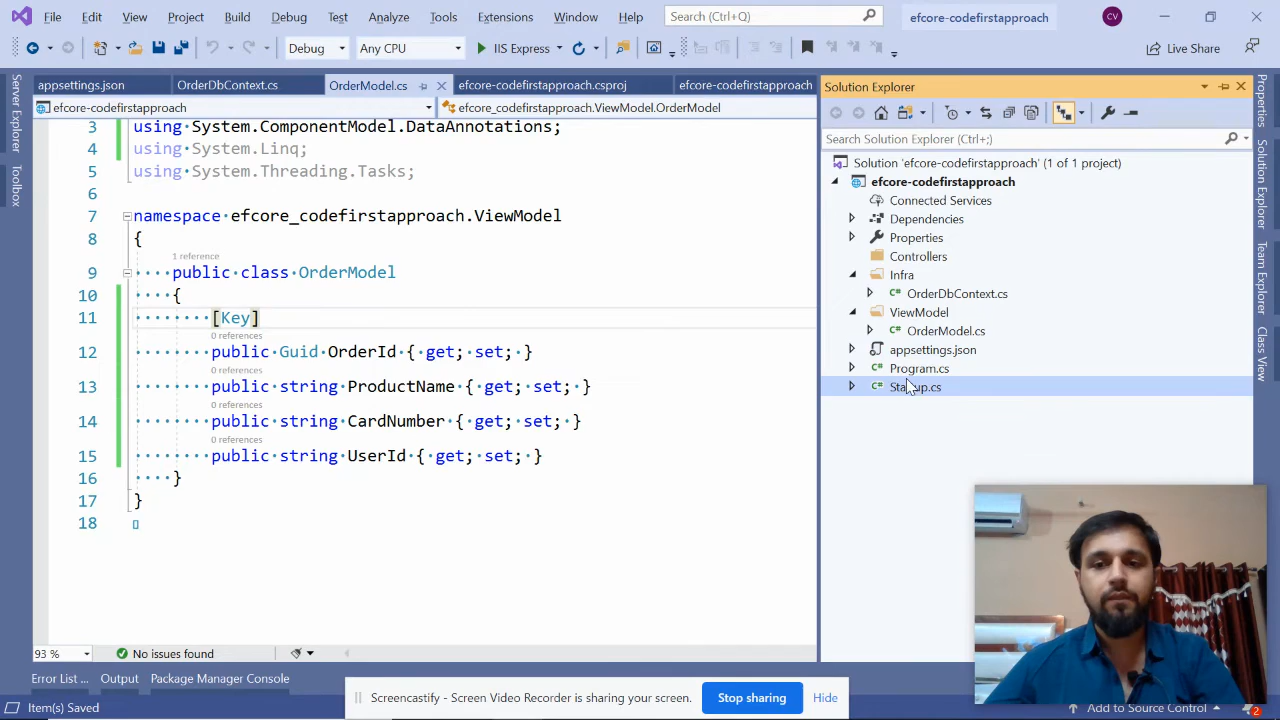 File Edit View Project Build Debug Test Analyze Tools Extensions Window Help Search (Ctrl+Q) efcore-codefirstapproach CV
Debug Any CPU IIS Express Live Share
appsettings.json OrderDbContext.cs OrderModel.cs efcore-codefirstapproach.csproj efcore-codefirstapproach
efcore-codefirstapproach efcore_codefirstapproach.ViewModel.OrderModel
3 using System.ComponentModel.DataAnnotations;
4 using System.Linq;
5 using System.Threading.Tasks;
6
7 namespace efcore_codefirstapproach.ViewModel
8 {
1 reference
9 public class OrderModel
10 {
11 [Key]
0 references
12 public Guid OrderId { get; set; }
0 references
13 public string ProductName { get; set; }
0 references
14 public string CardNumber { get; set; }
0 references
15 public string UserId { get; set; }
16 }
17 }
18
93 % No issues found
Error List ... Output Package Manager Console
Item(s) Saved
Server Explorer
Toolbox
Solution Explorer
Search Solution Explorer (Ctrl+;)
Solution 'efcore-codefirstapproach' (1 of 1 project)
efcore-codefirstapproach
Connected Services
Dependencies
Properties
Controllers
Infra
OrderDbContext.cs
ViewModel
OrderModel.cs
appsettings.json
Program.cs
Startup.cs
Properties
Solution Explorer
Team Explorer
Class View
Screencastify - Screen Video Recorder is sharing your screen. Stop sharing Hide
Add to Source Control 2